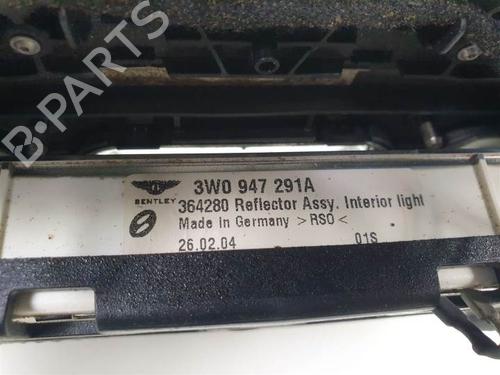 B-PARTS
BENTLEY
3W0 947 291A
364280 Reflector Assy. Interior light
Made in Germany >RSO<
26.02.04 01S